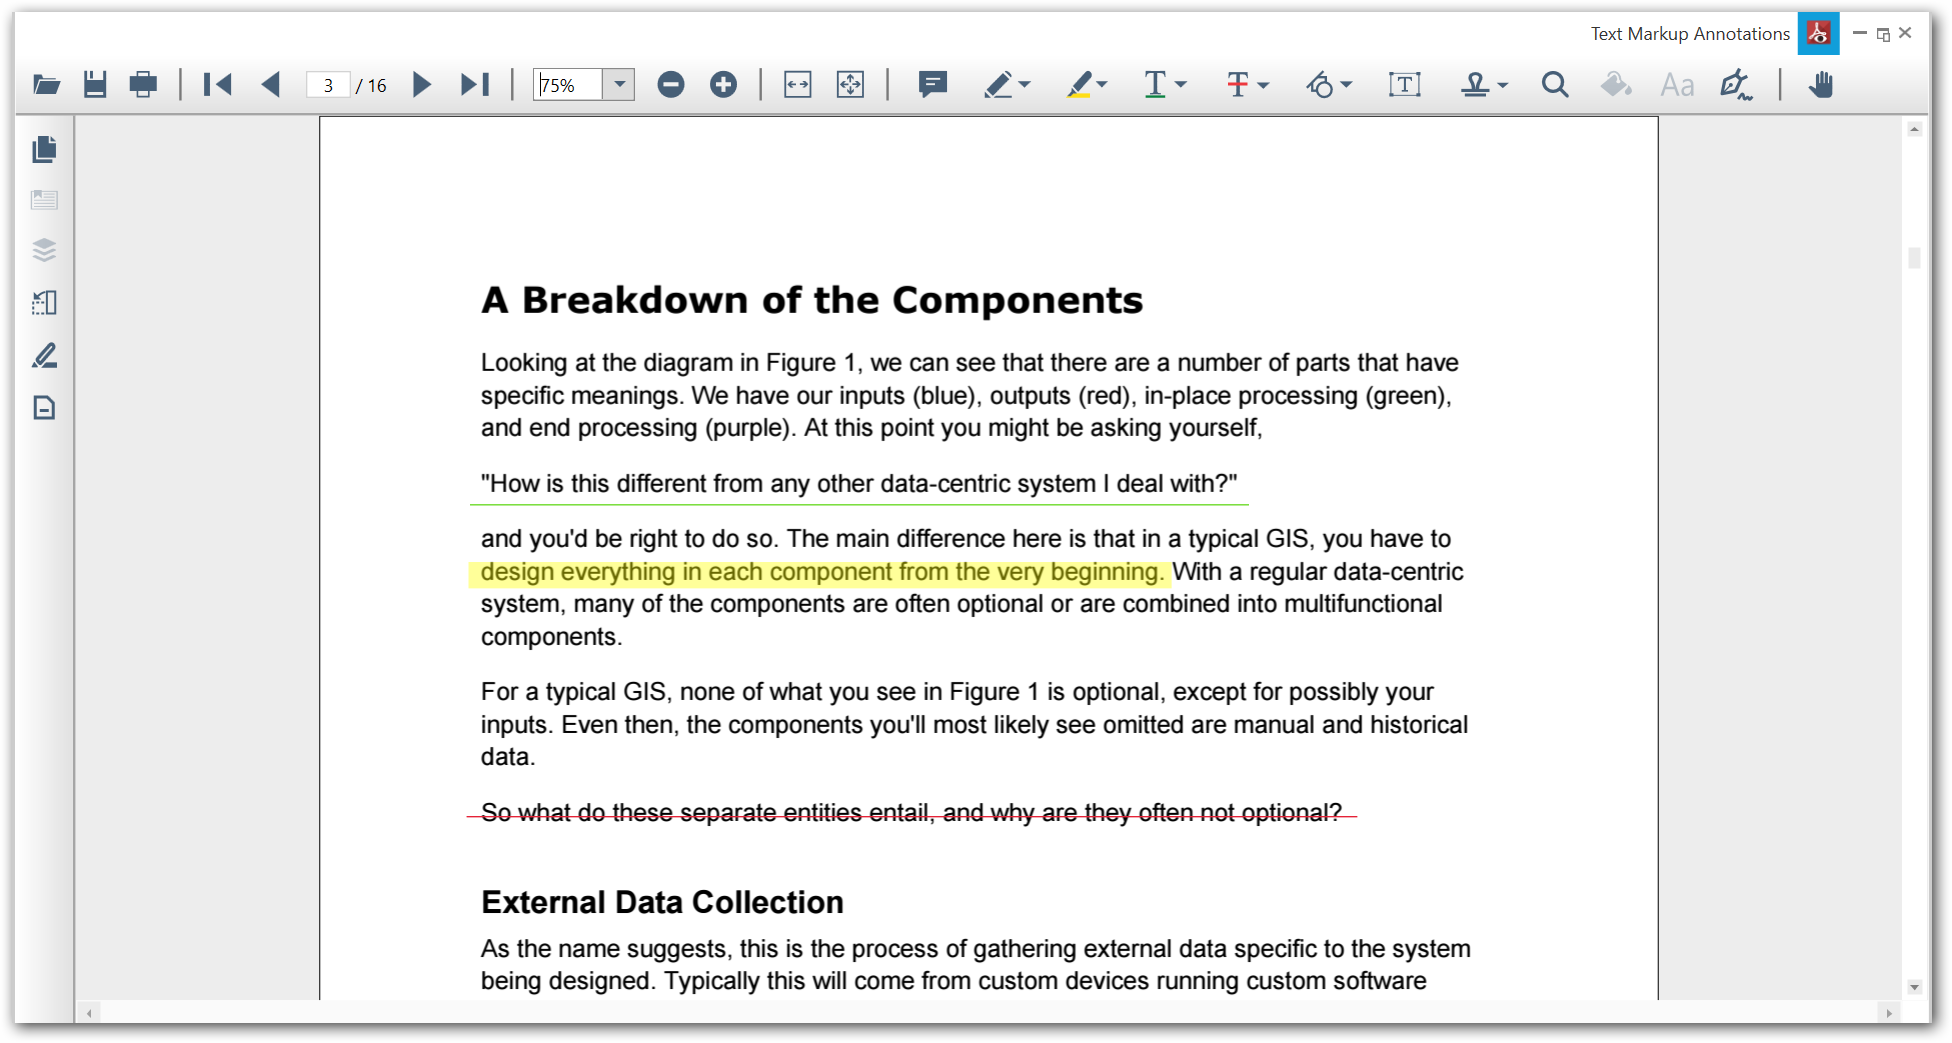 Text Markup Annotations
3 / 16
75%
T
T
T
Aa
A Breakdown of the Components
Looking at the diagram in Figure 1, we can see that there are a number of parts that have
specific meanings. We have our inputs (blue), outputs (red), in-place processing (green),
and end processing (purple). At this point you might be asking yourself,
"How is this different from any other data-centric system I deal with?"
and you'd be right to do so. The main difference here is that in a typical GIS, you have to
design everything in each component from the very beginning. With a regular data-centric
system, many of the components are often optional or are combined into multifunctional
components.
For a typical GIS, none of what you see in Figure 1 is optional, except for possibly your
inputs. Even then, the components you'll most likely see omitted are manual and historical
data.
So what do these separate entities entail, and why are they often not optional?
External Data Collection
As the name suggests, this is the process of gathering external data specific to the system
being designed. Typically this will come from custom devices running custom software